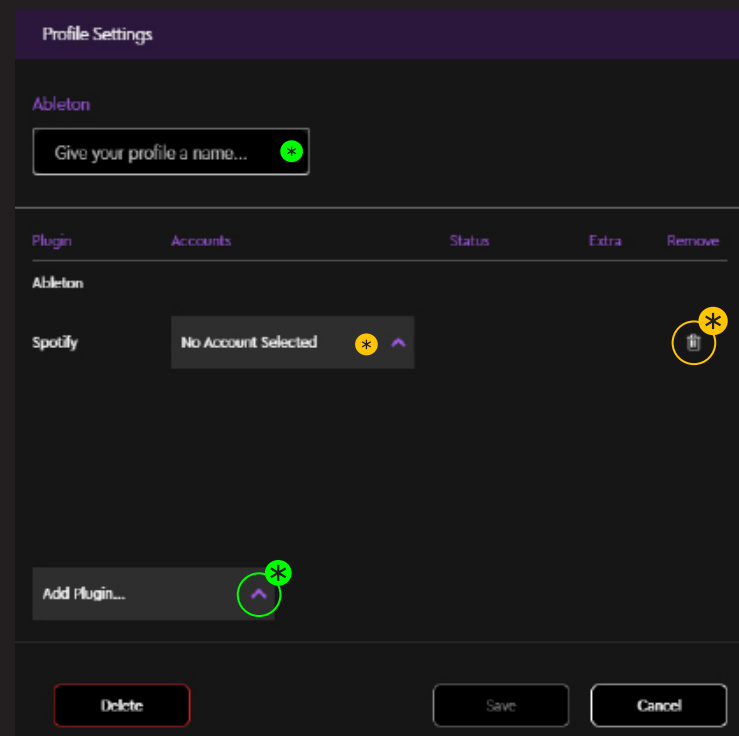 Profile Settings
Ableton
Give your profile a name...
Plugin Accounts Status Extra Remove
Ableton
Spotify No Account Selected
Add Plugin...
Delete Save Cancel